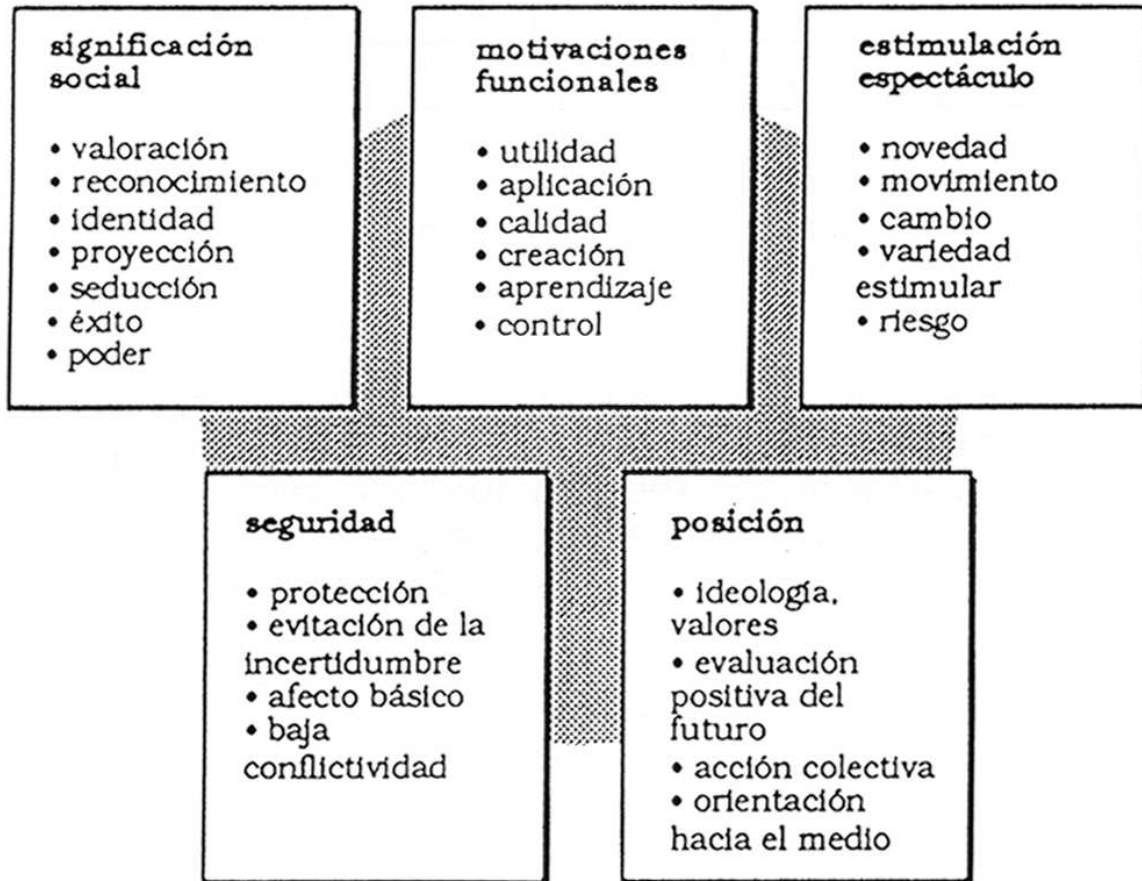 significación
social
• valoración
• reconocimiento
• identidad
• proyección
• seducción
• éxito
• poder
motivaciones
funcionales
• utilidad
• aplicación
• calidad
• creación
• aprendizaje
• control
estimulación
espectáculo
• novedad
• movimiento
• cambio
• variedad
estimular
• riesgo
seguridad
• protección
• evitación de la
incertidumbre
• afecto básico
• baja
conflictividad
posición
• ideología,
valores
• evaluación
positiva del
futuro
• acción colectiva
• orientación
hacia el medio